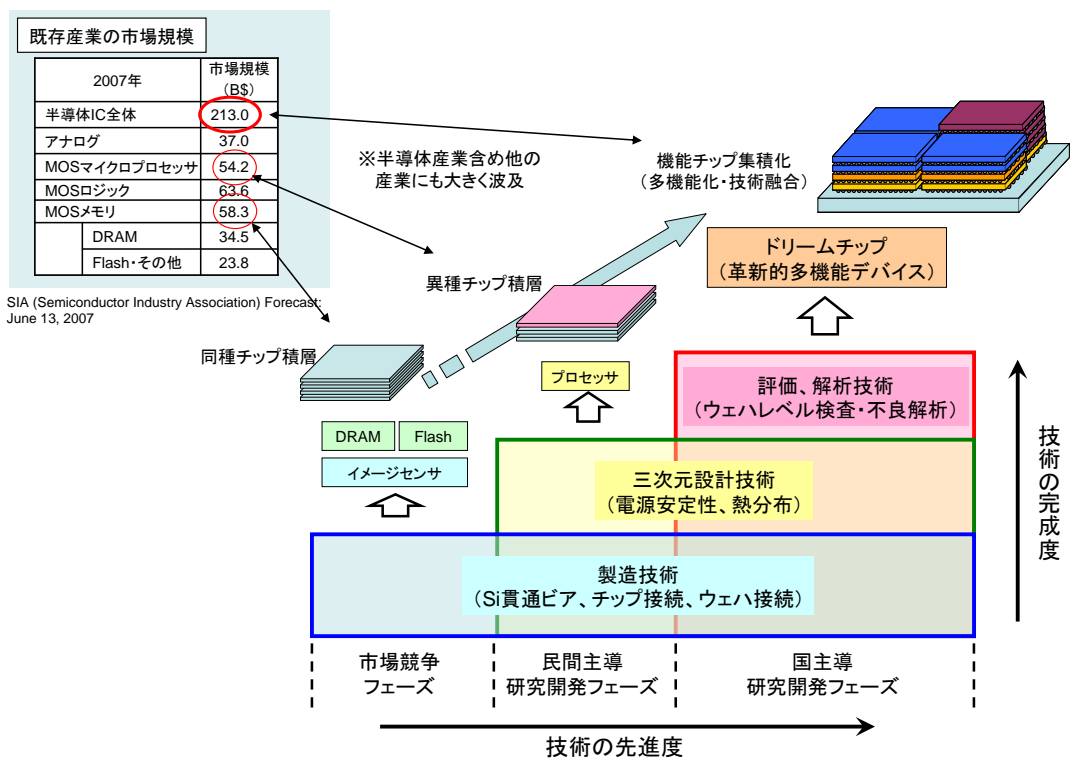 既存産業の市場規模
2007年
市場規模
（B$）
半導体IC全体
213.0
アナログ
37.0
MOSマイクロプロセッサ
54.2
MOSロジック
63.6
MOSメモリ
58.3
DRAM
34.5
Flash・その他
23.8
SIA (Semiconductor Industry Association) Forecast:
June 13, 2007
※半導体産業含め他の
産業にも大きく波及
機能チップ集積化
（多機能化・技術融合）
ドリームチップ
（革新的多機能デバイス）
異種チップ積層
同種チップ積層
プロセッサ
DRAM
Flash
イメージセンサ
評価、解析技術
（ウェハレベル検査・不良解析）
三次元設計技術
（電源安定性、熱分布）
製造技術
（Si貫通ビア、チップ接続、ウェハ接続）
技術の完成度
市場競争
フェーズ
民間主導
研究開発フェーズ
国主導
研究開発フェーズ
技術の先進度